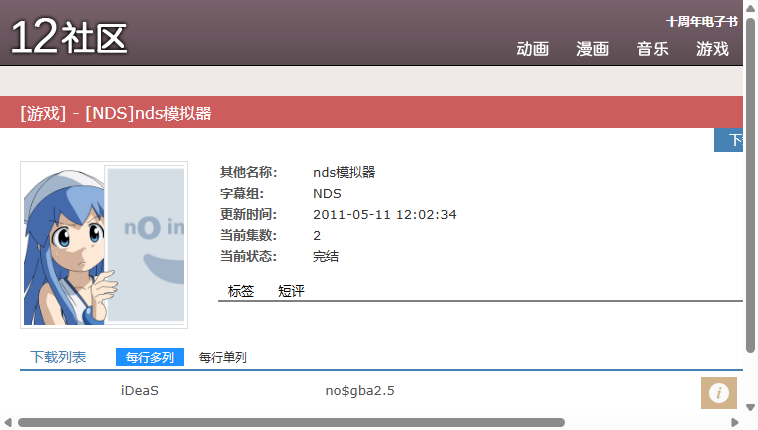 12社区
十周年电子书
动画 漫画 音乐 游戏
[游戏] - [NDS]nds模拟器
下
nO in
其他名称: nds模拟器
字幕组: NDS
更新时间: 2011-05-11 12:02:34
当前集数: 2
当前状态: 完结
标签 短评
下载列表 每行多列 每行单列
iDeaS no$gba2.5
i